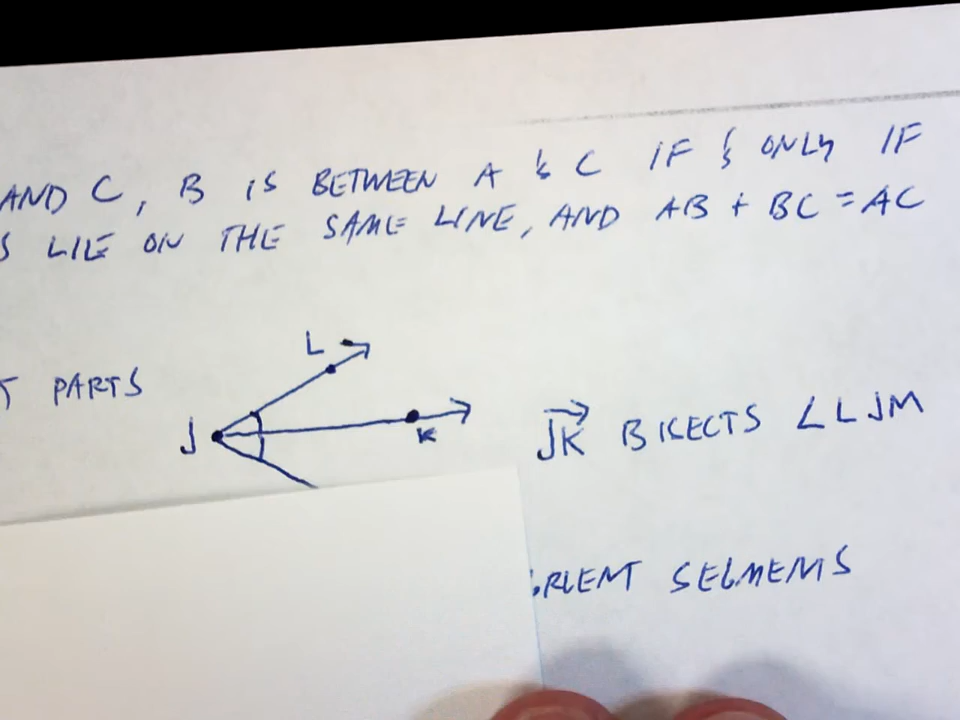 AND C, B IS BETWEEN A & C IF & ONLY IF
S LIE ON THE SAME LINE, AND AB + BC = AC
T PARTS
L
J
K
JK BISECTS ∠LJM
GRUENT SEGMENTS